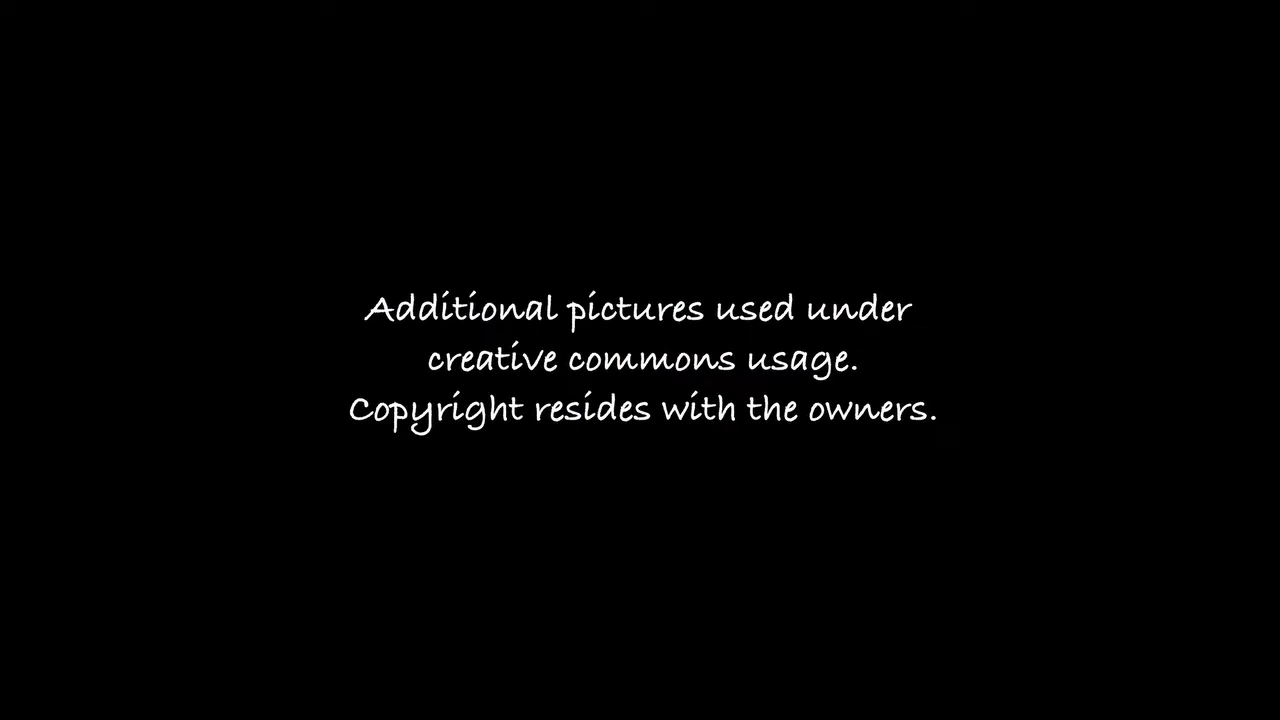 Additional pictures used under
creative commons usage.
Copyright resides with the owners.